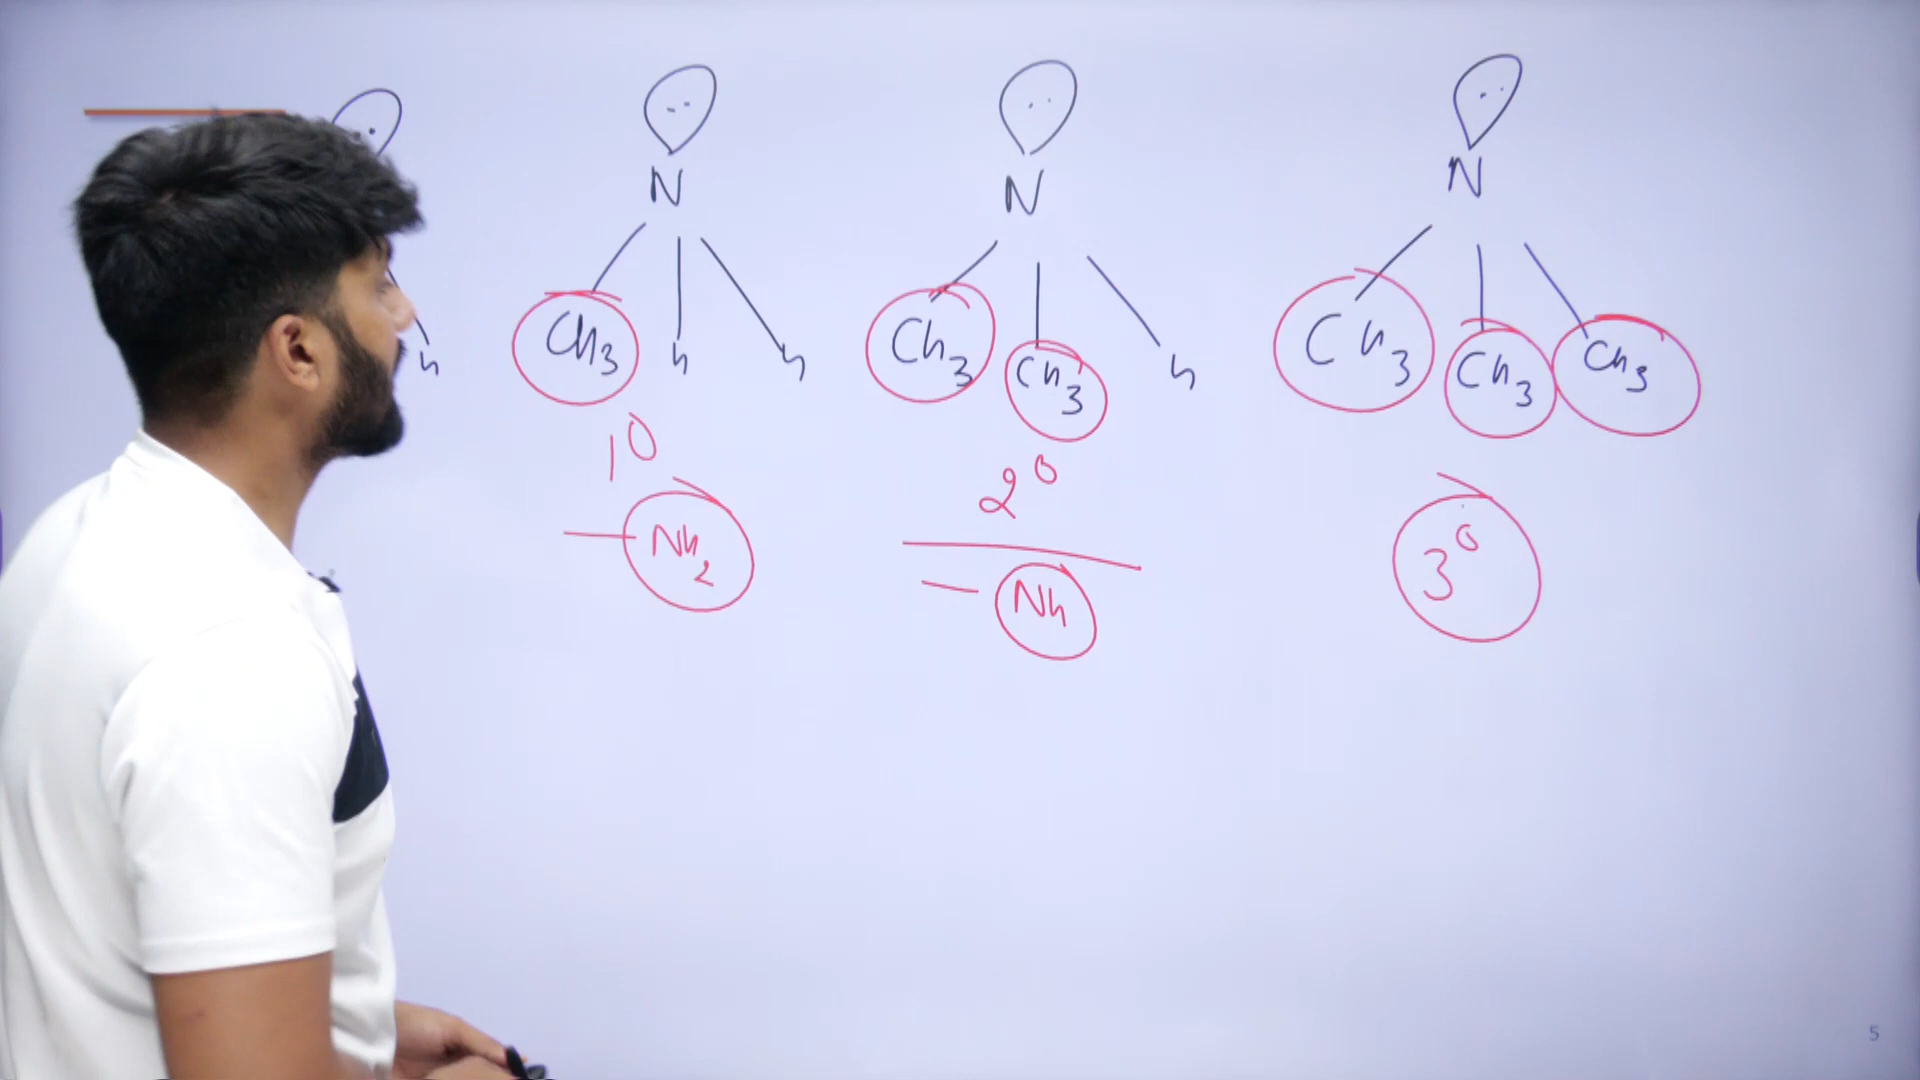 N N N
h CH3 h h Ch3 Ch3 h CH3 Ch3 Ch3
1° 2° 3°
NH2 Nh
5